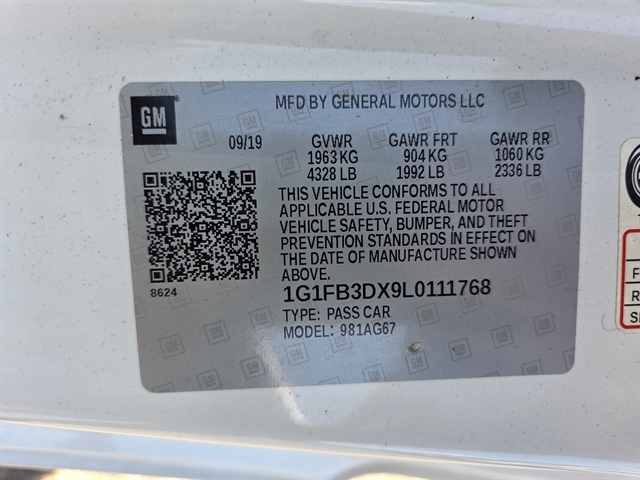 GM
MFD BY GENERAL MOTORS LLC
09/19 GVWR GAWR FRT GAWR RR
1963 KG 904 KG 1060 KG
4328 LB 1992 LB 2336 LB
THIS VEHICLE CONFORMS TO ALL
APPLICABLE U.S. FEDERAL MOTOR
VEHICLE SAFETY, BUMPER, AND THEFT
PREVENTION STANDARDS IN EFFECT ON
THE DATE OF MANUFACTURE SHOWN
ABOVE.
8624
1G1FB3DX9L0111768
TYPE: PASS CAR
MODEL: 981AG67